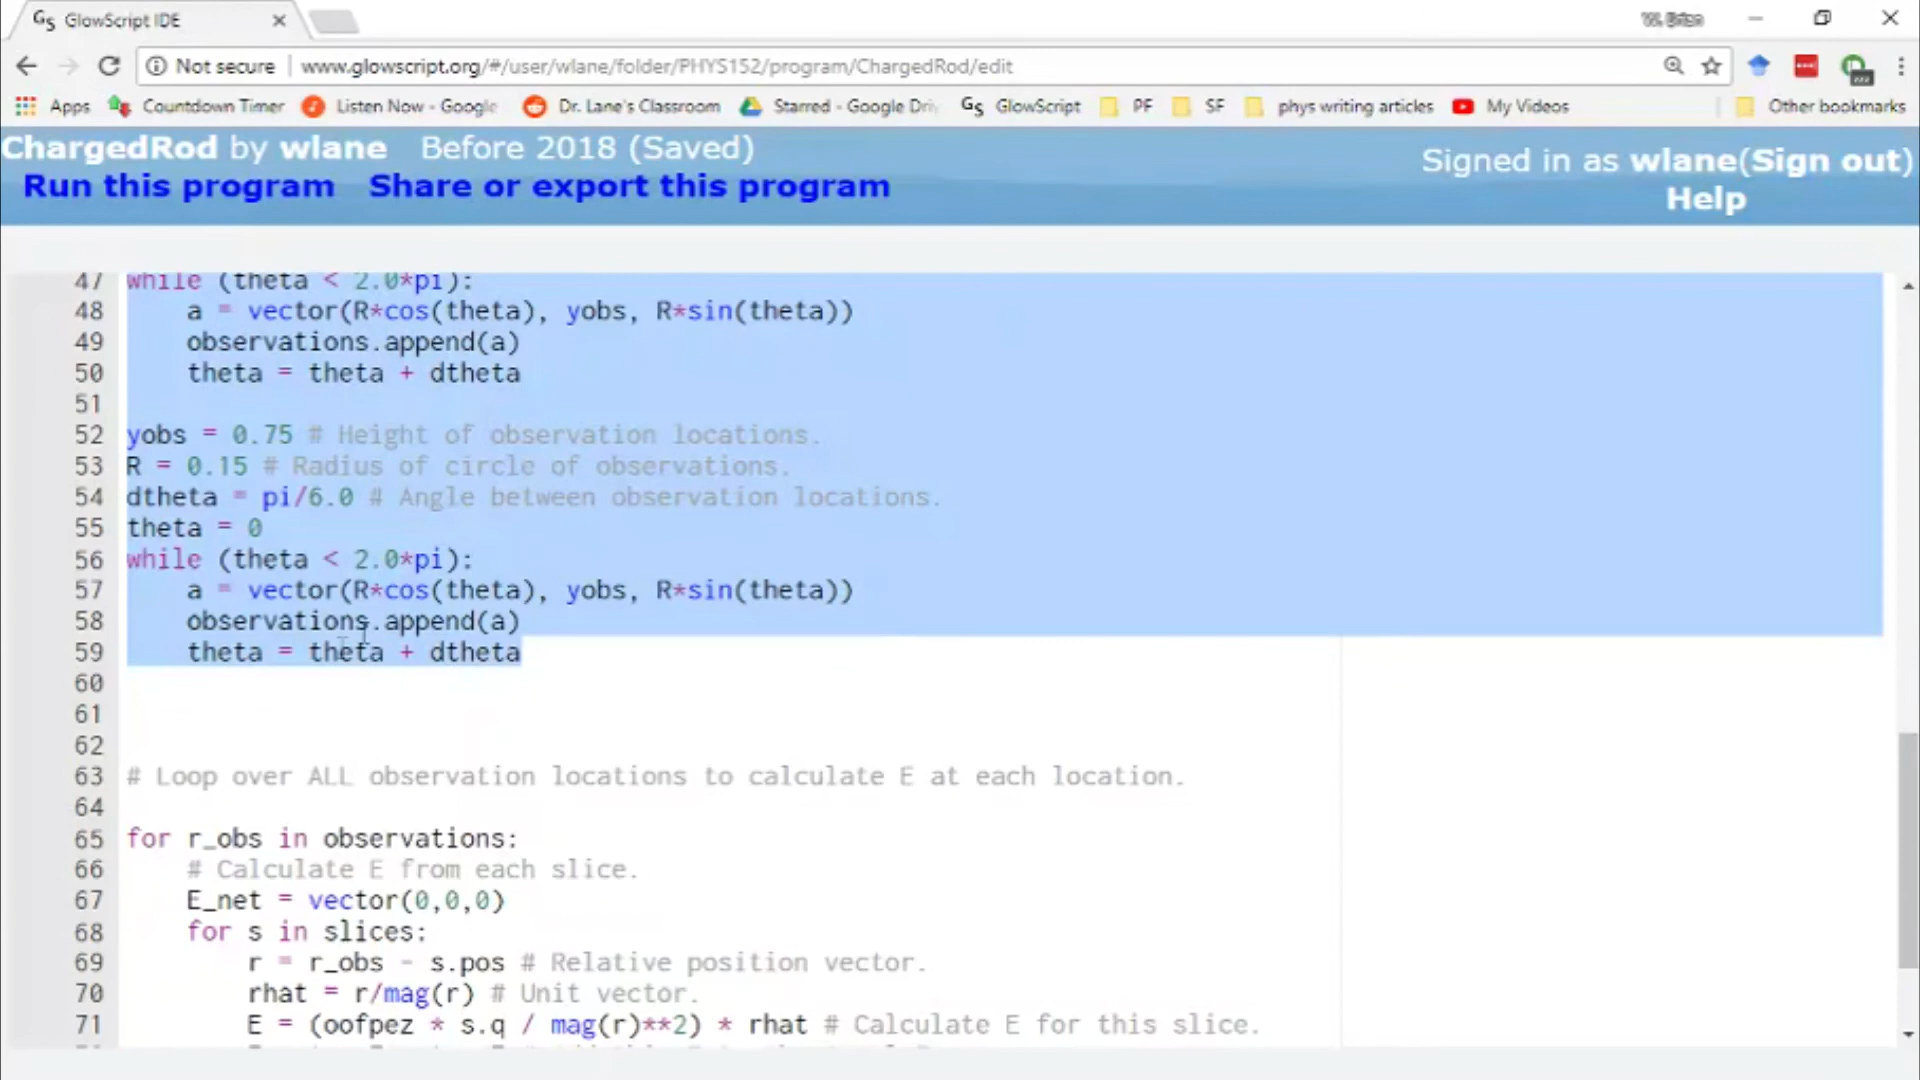 GS GlowScript IDE
W. Brian
Not secure | www.glowscript.org/#/user/wlane/folder/PHYS152/program/ChargedRod/edit
Apps Countdown Timer Listen Now - Google Dr. Lane's Classroom Starred - Google Driv GS GlowScript PF SF phys writing articles My Videos Other bookmarks
ChargedRod by wlane Before 2018 (Saved)
Signed in as wlane(Sign out)
Run this program Share or export this program
Help
47 while (theta < 2.0*pi):
48 a = vector(R*cos(theta), yobs, R*sin(theta))
49 observations.append(a)
50 theta = theta + dtheta
51
52 yobs = 0.75 # Height of observation locations.
53 R = 0.15 # Radius of circle of observations.
54 dtheta = pi/6.0 # Angle between observation locations.
55 theta = 0
56 while (theta < 2.0*pi):
57 a = vector(R*cos(theta), yobs, R*sin(theta))
58 observations.append(a)
59 theta = theta + dtheta
60
61
62
63 # Loop over ALL observation locations to calculate E at each location.
64
65 for r_obs in observations:
66 # Calculate E from each slice.
67 E_net = vector(0,0,0)
68 for s in slices:
69 r = r_obs - s.pos # Relative position vector.
70 rhat = r/mag(r) # Unit vector.
71 E = (oofpez * s.q / mag(r)**2) * rhat # Calculate E for this slice.